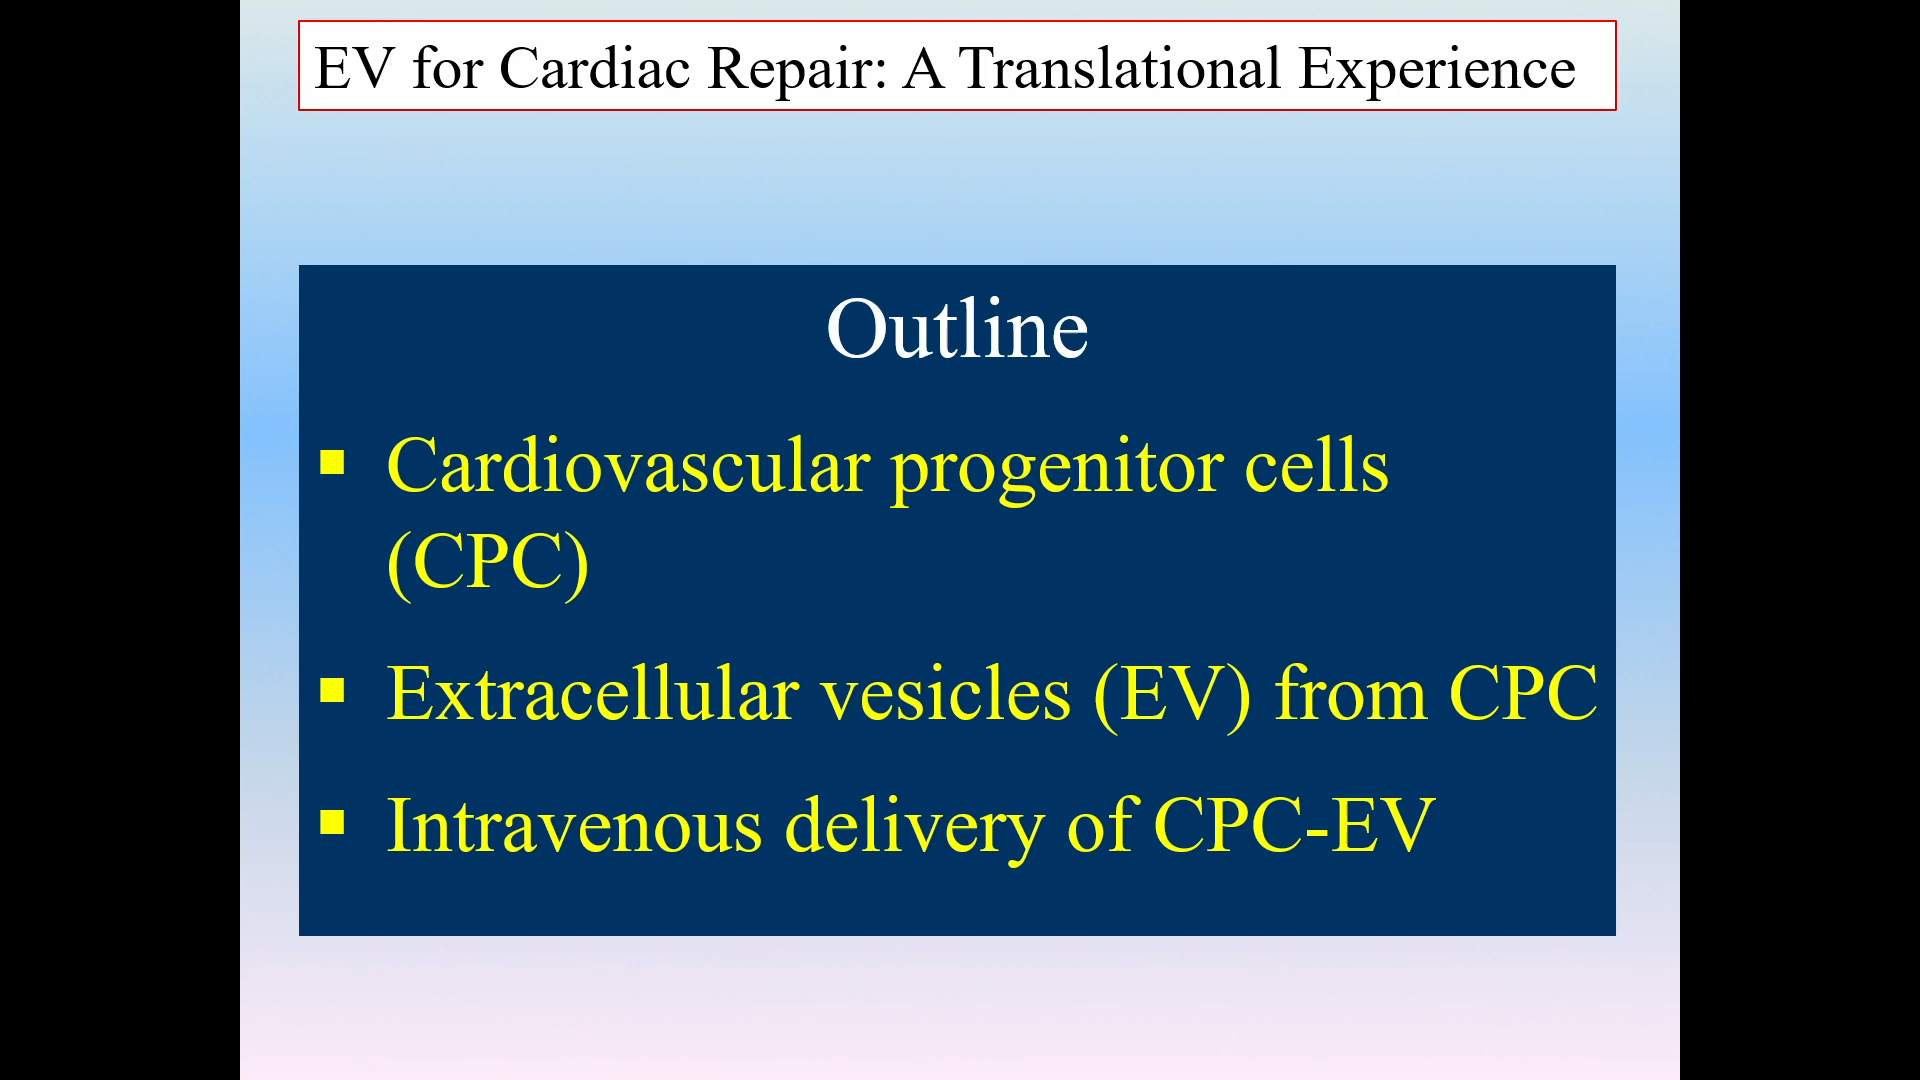 EV for Cardiac Repair: A Translational Experience
Outline
▪ Cardiovascular progenitor cells
(CPC)
▪ Extracellular vesicles (EV) from CPC
▪ Intravenous delivery of CPC-EV